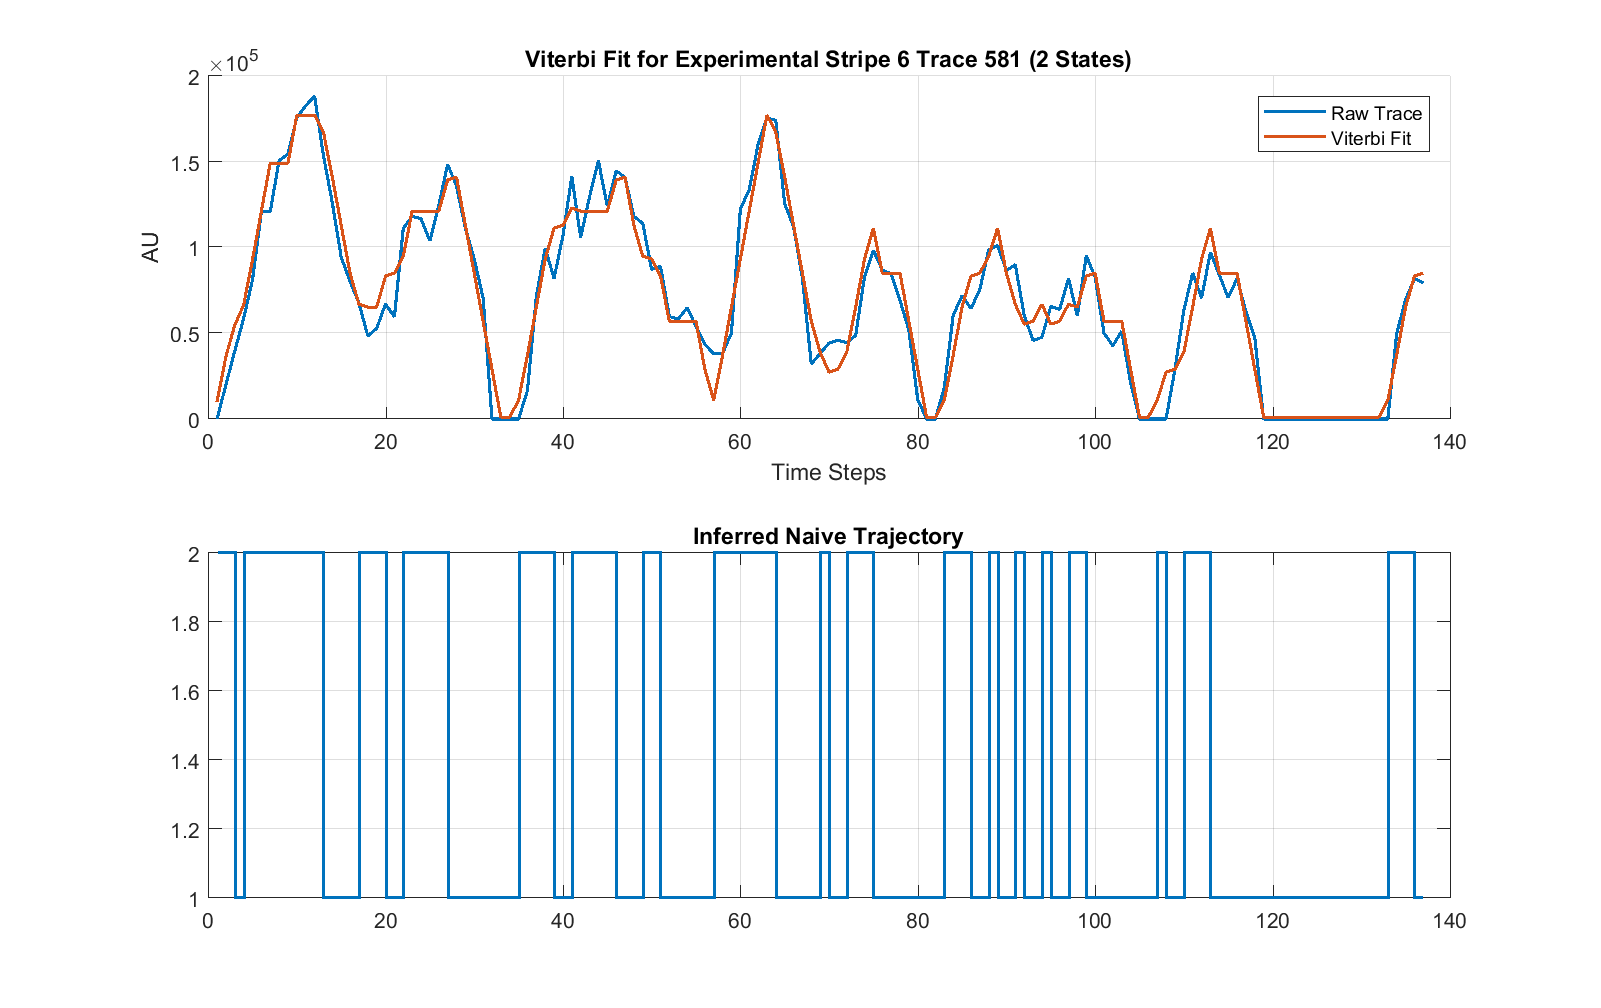 Viterbi Fit for Experimental Stripe 6 Trace 581 (2 States)
×10^5
2
1.5
1
0.5
0
AU
Raw Trace
Viterbi Fit
0 20 40 60 80 100 120 140
Time Steps
Inferred Naive Trajectory
2
1.8
1.6
1.4
1.2
1
0 20 40 60 80 100 120 140